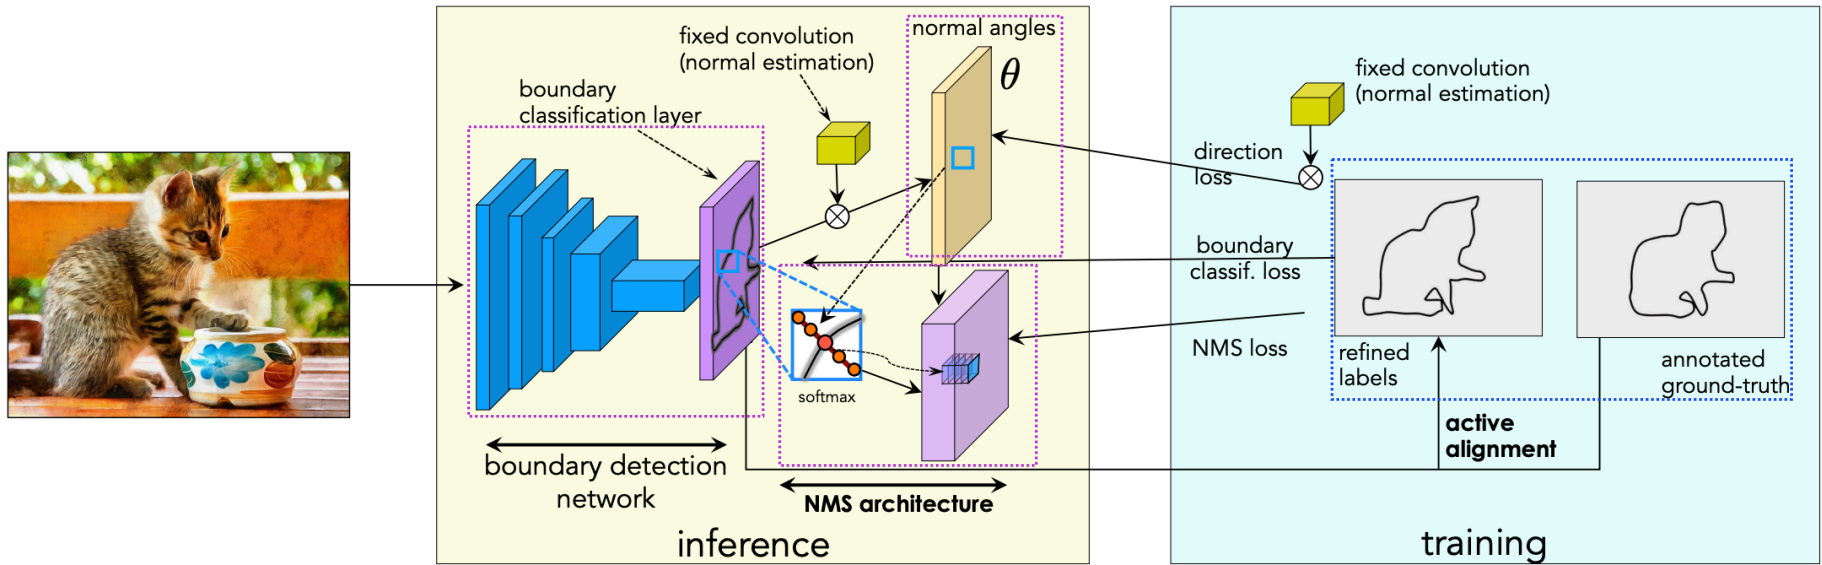 normal angles
θ
fixed convolution
(normal estimation)
boundary
classification layer
softmax
boundary detection
network
NMS architecture
inference
fixed convolution
(normal estimation)
direction
loss
boundary
classif. loss
NMS loss
refined
labels
annotated
ground-truth
active
alignment
training